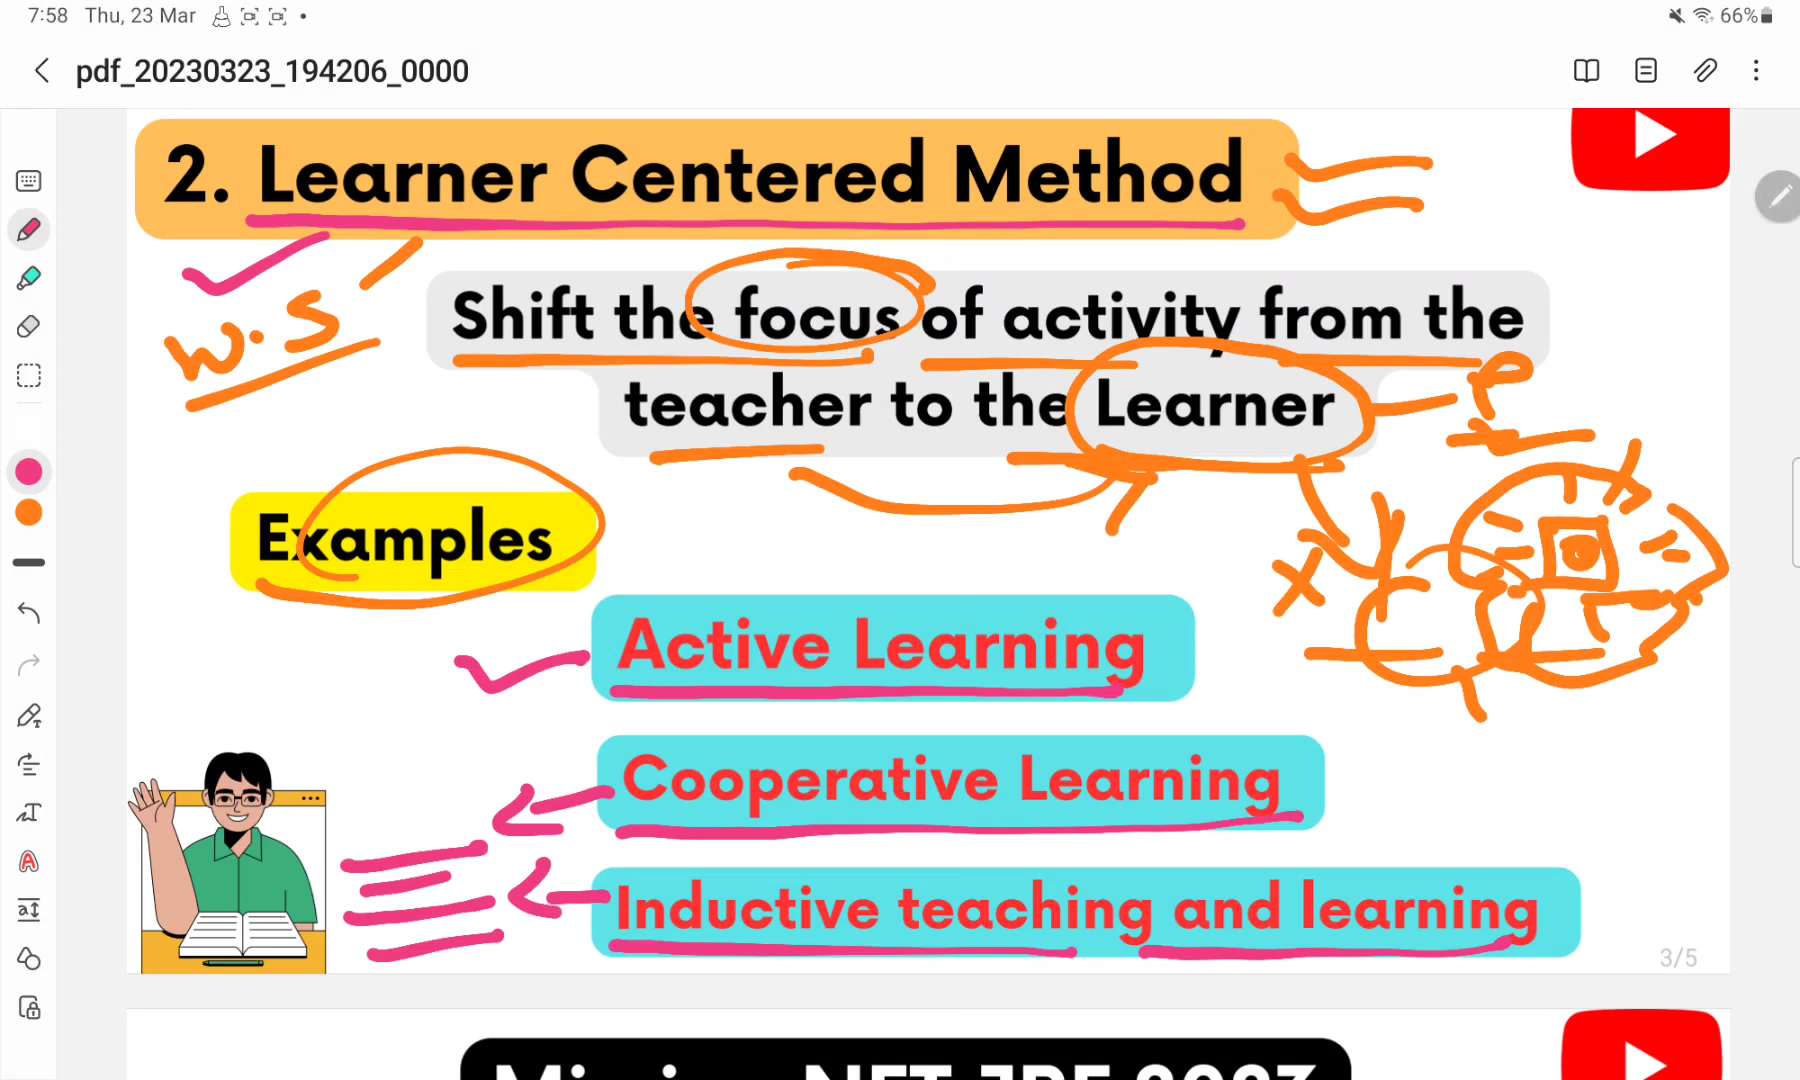 7:58 Thu, 23 Mar
66%
pdf_20230323_194206_0000
2. Learner Centered Method
W.S
Shift the focus of activity from the
teacher to the Learner
Examples
Active Learning
Cooperative Learning
Inductive teaching and learning
3/5